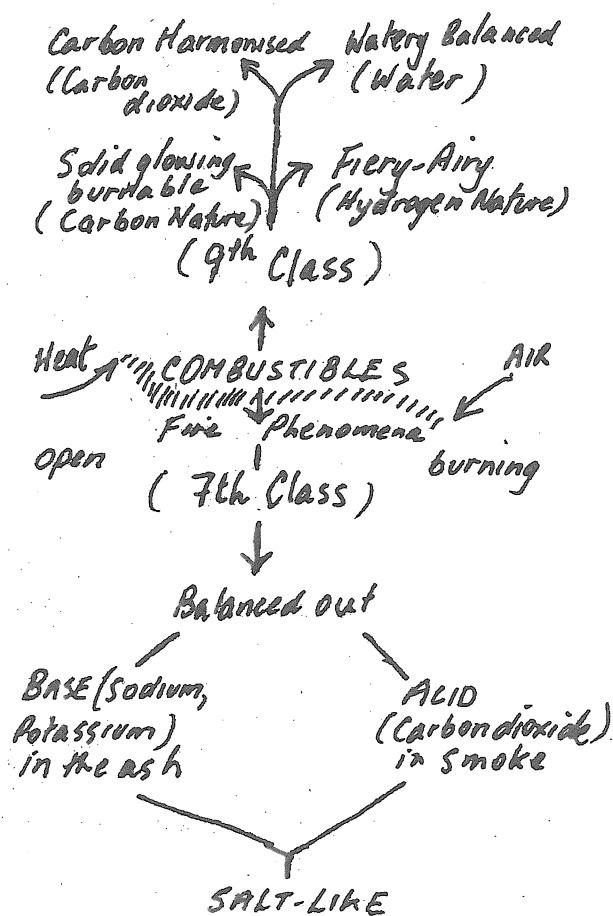 Carbon Harmonised
(Carbon
dioxide)
Watery Balanced
(Water)
Solid glowing
burnable
(Carbon Nature)
Fiery-Airy
(Hydrogen Nature)
(9th Class)
Heat
COMBUSTIBLES
AIR
Fire Phenomena
open
burning
(7th Class)
Balanced out
BASE (Sodium,
Potassium)
in the ash
ACID
(Carbondioxide)
in smoke
SALT-LIKE